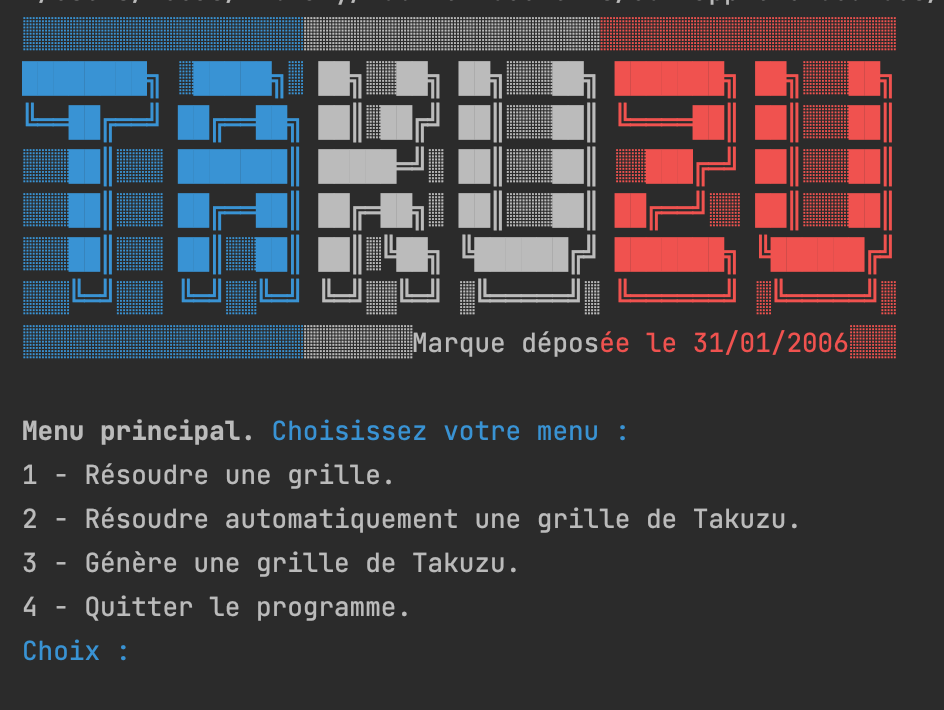 TAKUZU
Marque déposée le 31/01/2006
Menu principal. Choisissez votre menu :
1 - Résoudre une grille.
2 - Résoudre automatiquement une grille de Takuzu.
3 - Génère une grille de Takuzu.
4 - Quitter le programme.
Choix :